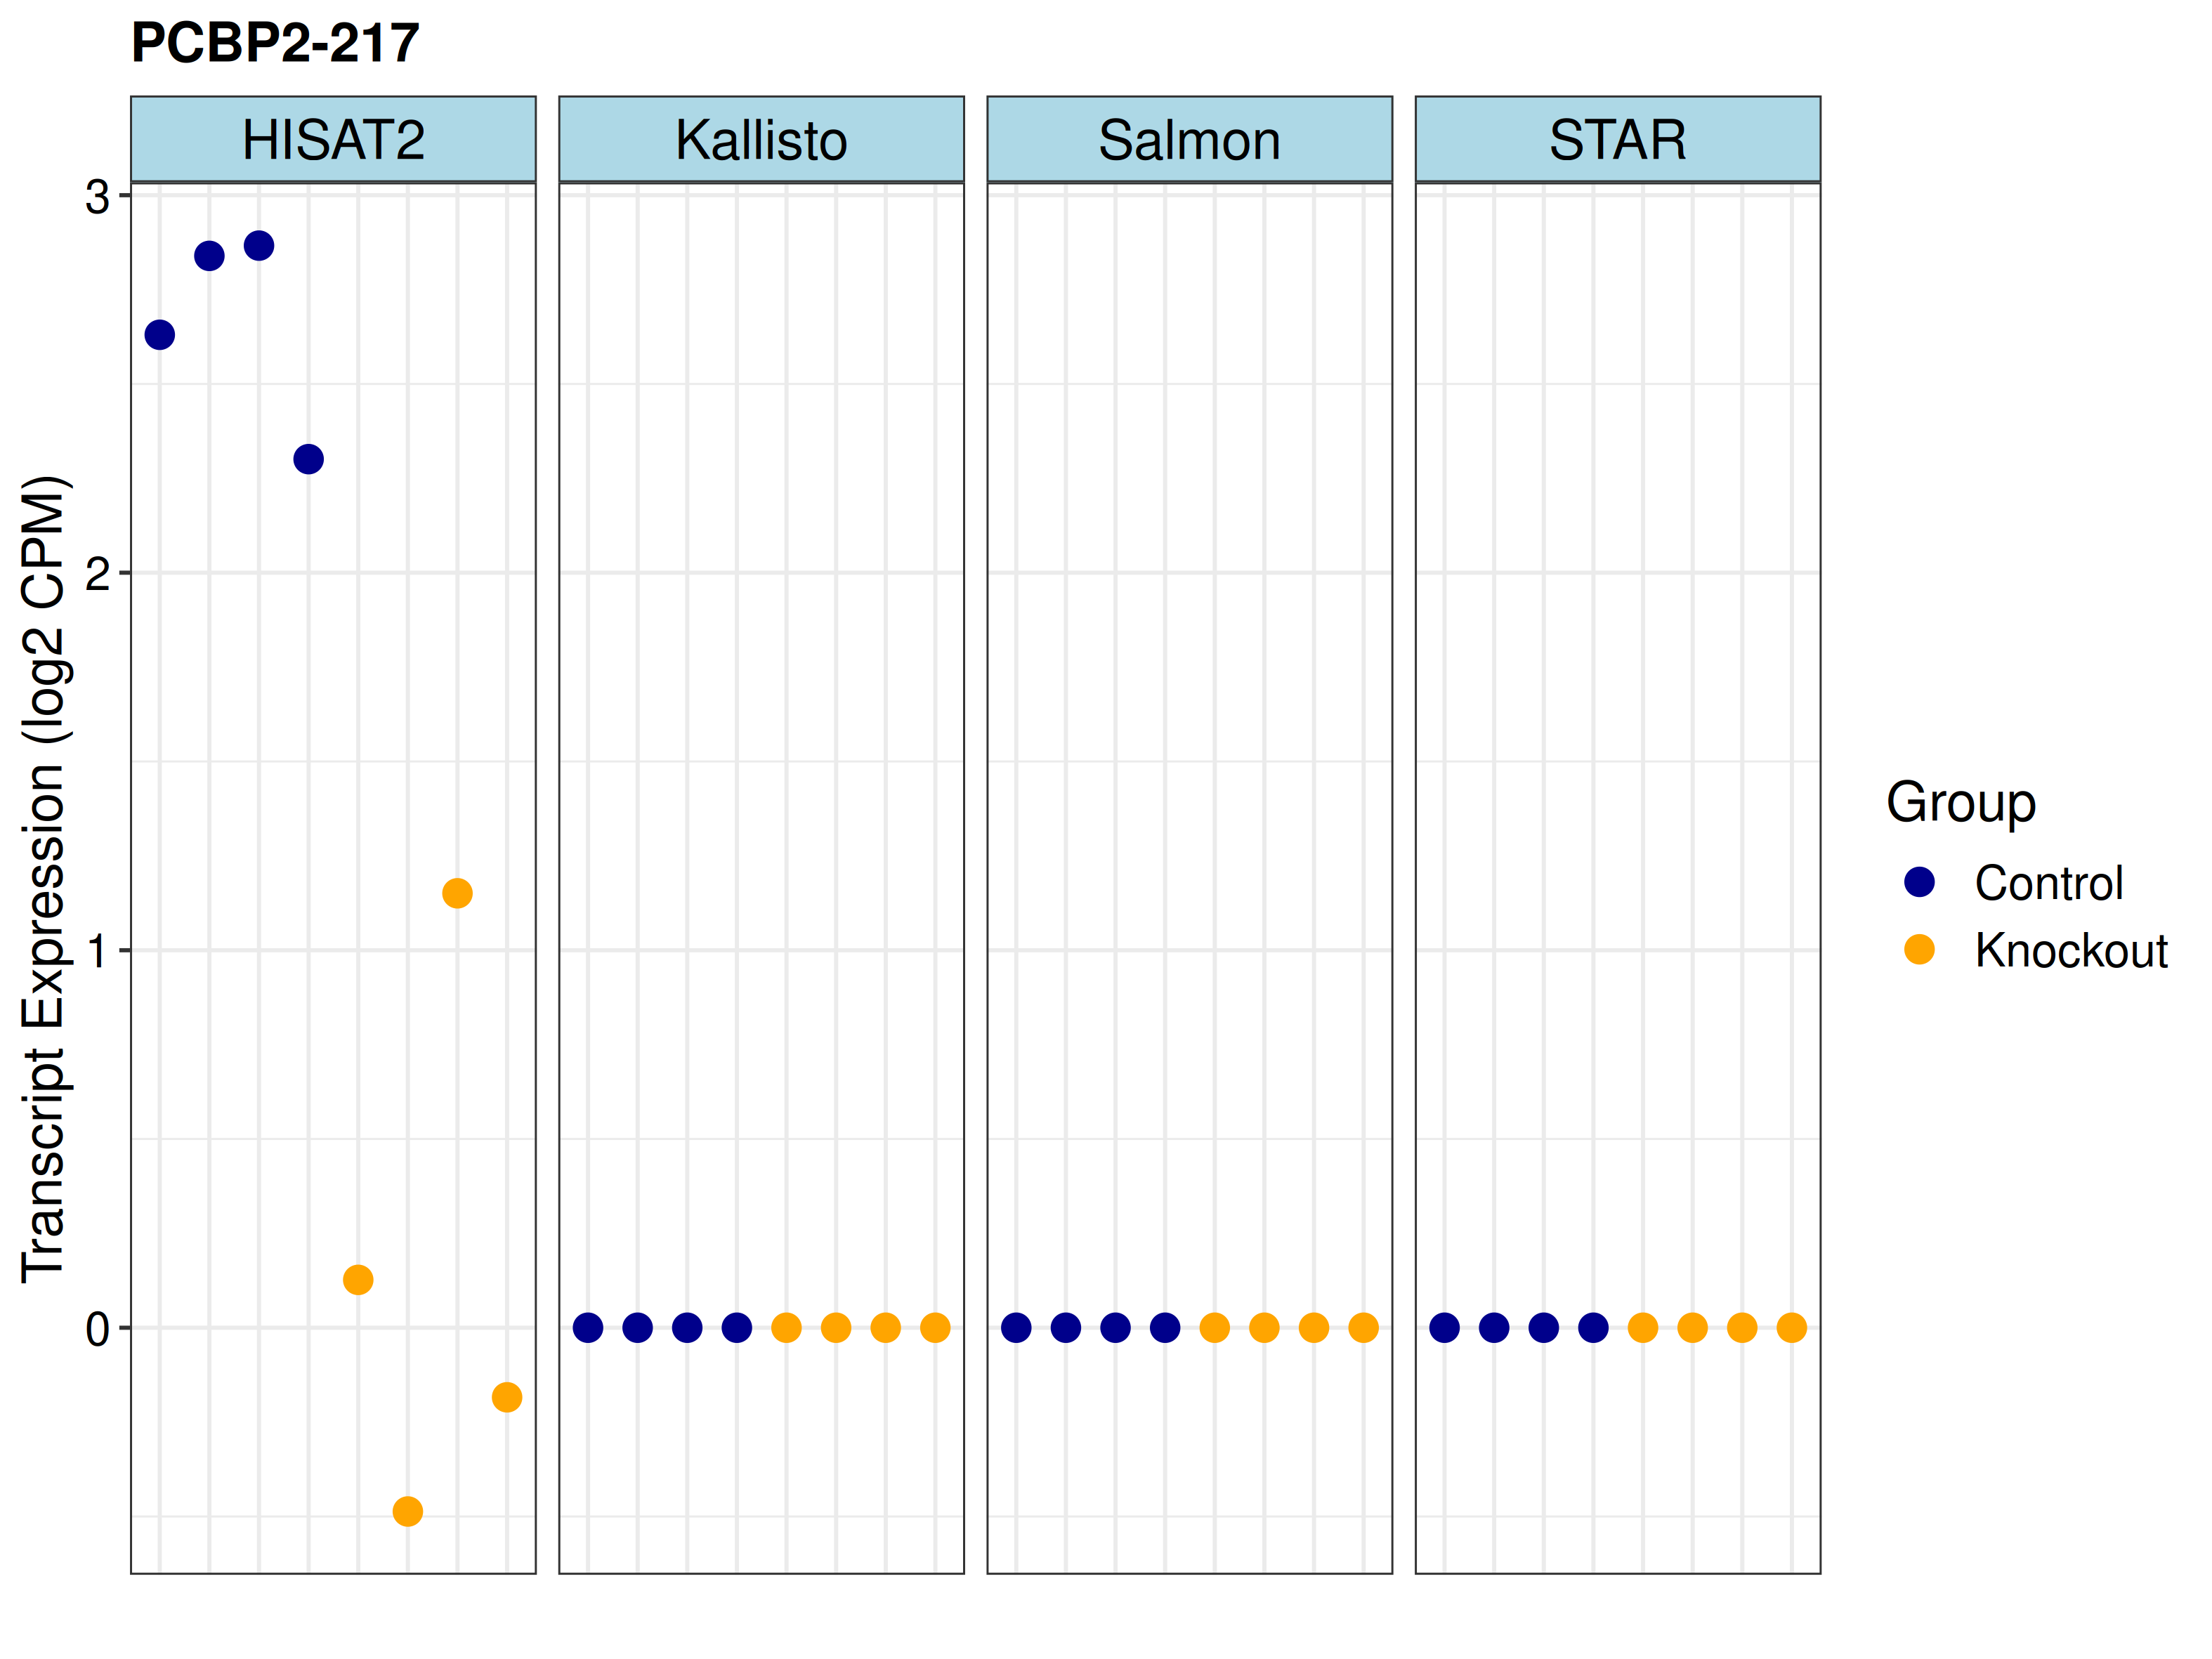 PCBP2-217
HISAT2 Kallisto Salmon STAR
Transcript Expression (log2 CPM)
3
2
1
0
Group
Control
Knockout